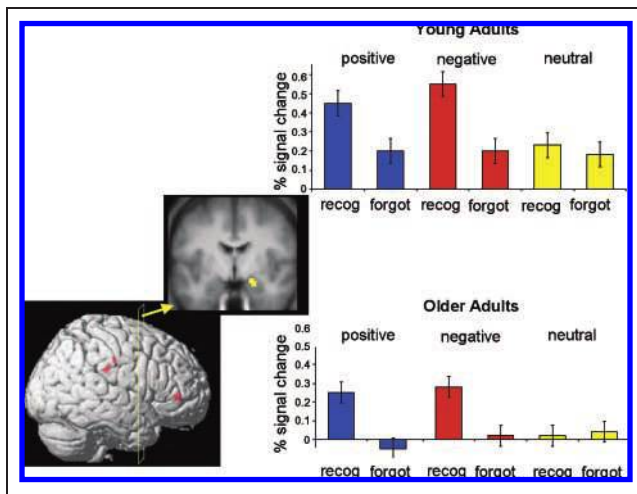 Young Adults
positive negative neutral
% signal change
0.6
0.5
0.4
0.3
0.2
0.1
0
recog forgot recog forgot recog forgot
Older Adults
positive negative neutral
% signal change
0.6
0.5
0.4
0.3
0.2
0.1
0
recog forgot recog forgot recog forgot